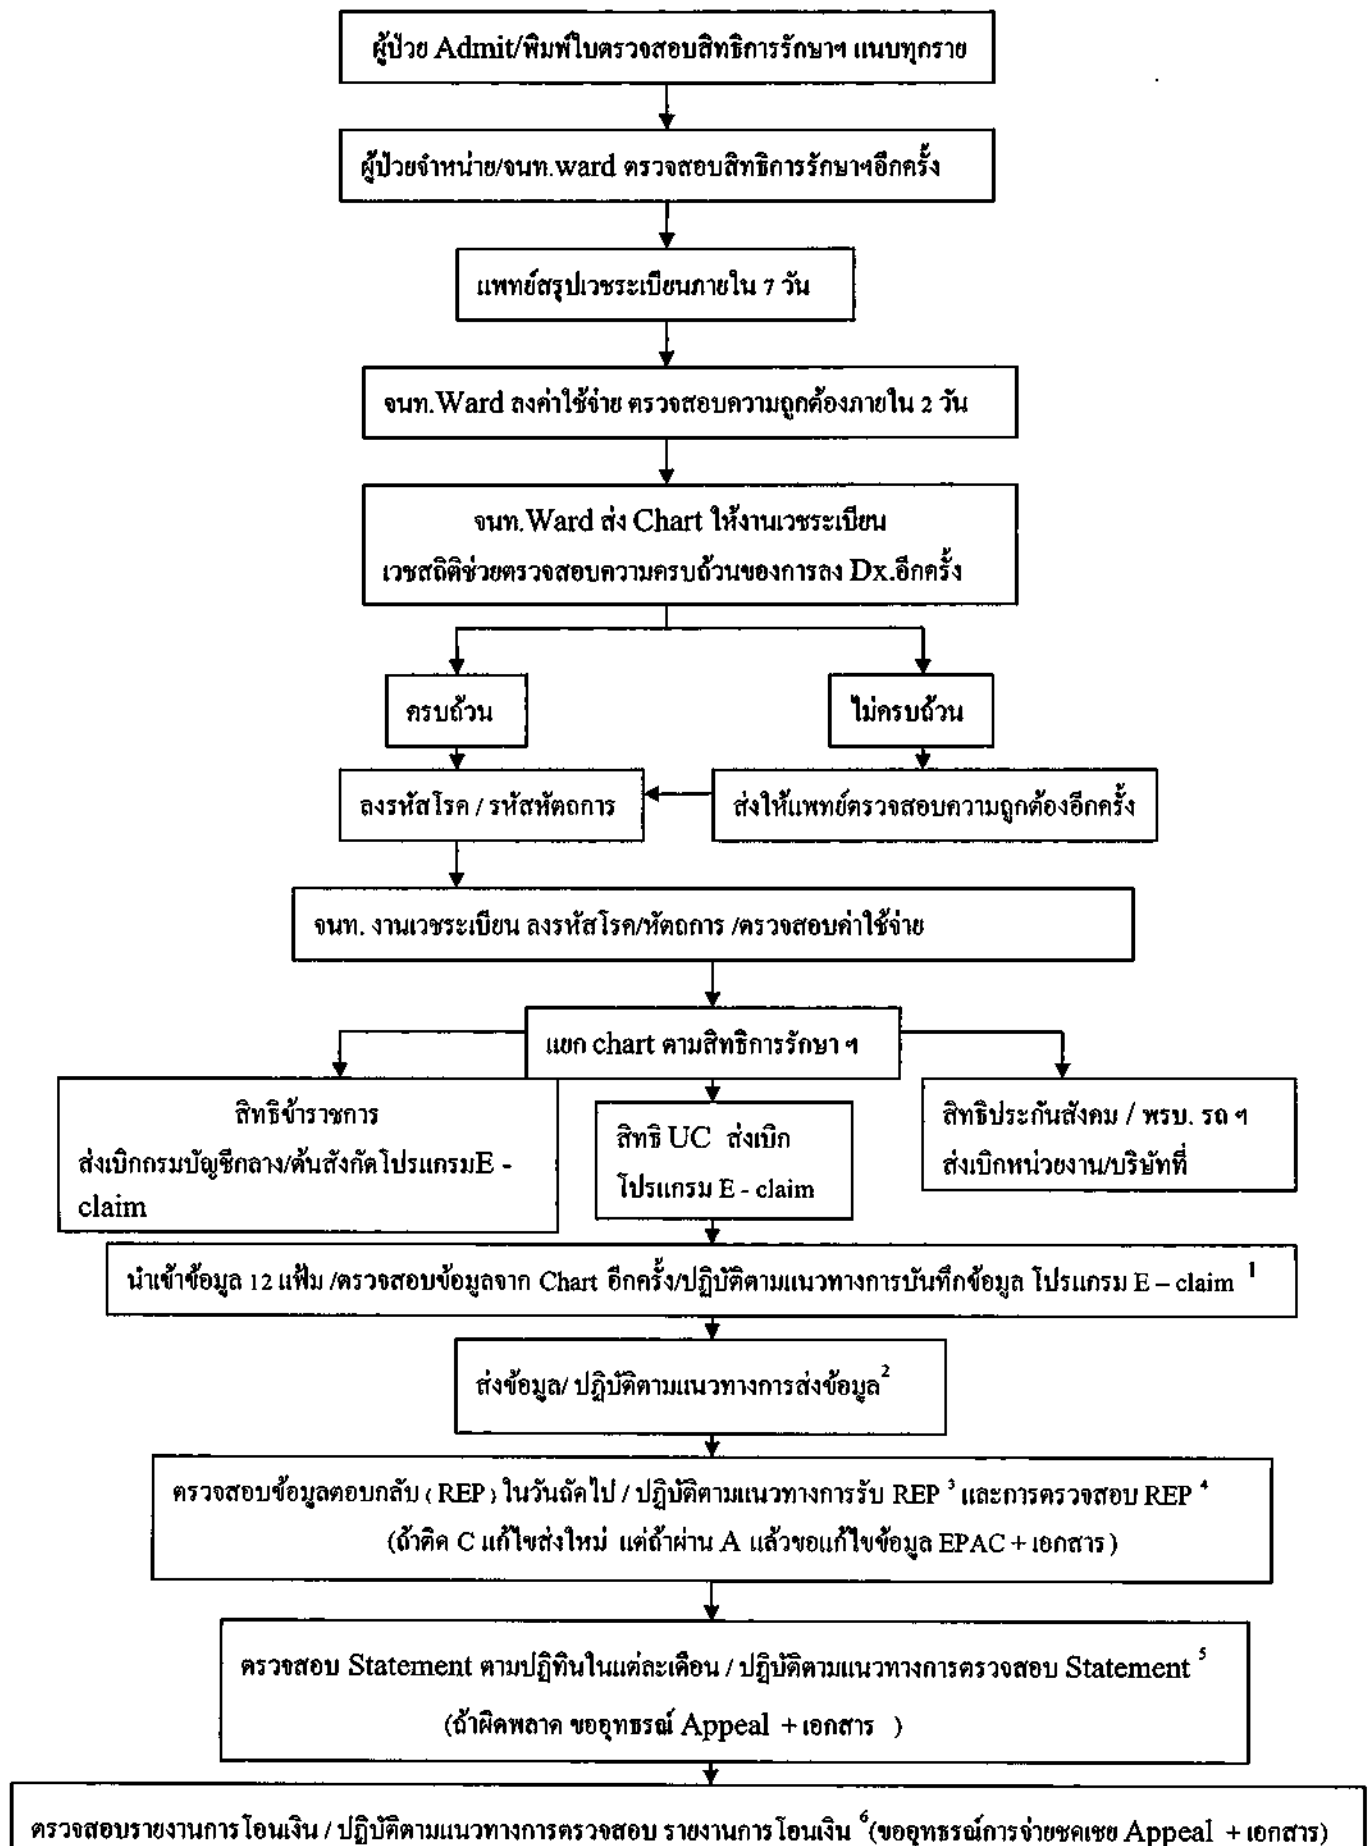 ผู้ป่วย Admit/พิมพ์ใบตรวจสอบสิทธิการรักษาฯ แนบทุกราย
ผู้ป่วยจำหน่าย/จนท.ward ตรวจสอบสิทธิการรักษาฯอีกครั้ง
แพทย์สรุปเวชระเบียนภายใน 7 วัน
จนท.Ward ลงค่าใช้จ่าย ตรวจสอบความถูกต้องภายใน 2 วัน
จนท.Ward ส่ง Chart ให้งานเวชระเบียน
เวชสถิติช่วยตรวจสอบความครบถ้วนของการลง Dx.อีกครั้ง
ครบถ้วน
ไม่ครบถ้วน
ลงรหัสโรค / รหัสหัตถการ
ส่งให้แพทย์ตรวจสอบความถูกต้องอีกครั้ง
จนท. งานเวชระเบียน ลงรหัสโรค/หัตถการ /ตรวจสอบค่าใช้จ่าย
แยก chart ตามสิทธิการรักษา ฯ
สิทธิข้าราชการ
ส่งเบิกกรมบัญชีกลาง/ต้นสังกัดโปรแกรมE -
claim
สิทธิ UC ส่งเบิก
โปรแกรม E - claim
สิทธิประกันสังคม / พรบ. รถ ฯ
ส่งเบิกหน่วยงาน/บริษัทที่
นำเข้าข้อมูล 12 แฟ้ม /ตรวจสอบข้อมูลจาก Chart อีกครั้ง/ปฏิบัติตามแนวทางการบันทึกข้อมูล โปรแกรม E – claim 1
ส่งข้อมูล/ ปฏิบัติตามแนวทางการส่งข้อมูล2
ตรวจสอบข้อมูลตอบกลับ ( REP ) ในวันถัดไป / ปฏิบัติตามแนวทางการรับ REP 3 และการตรวจสอบ REP 4
(ถ้าติด C แก้ไขส่งใหม่ แต่ถ้าผ่าน A แล้วขอแก้ไขข้อมูล EPAC + เอกสาร )
ตรวจสอบ Statement ตามปฏิทินในแต่ละเดือน / ปฏิบัติตามแนวทางการตรวจสอบ Statement 5
(ถ้าผิดพลาด ขออุทธรณ์ Appeal + เอกสาร )
ตรวจสอบรายงานการโอนเงิน / ปฏิบัติตามแนวทางการตรวจสอบ รายงานการโอนเงิน 6(ขออุทธรณ์การจ่ายชดเชย Appeal + เอกสาร)